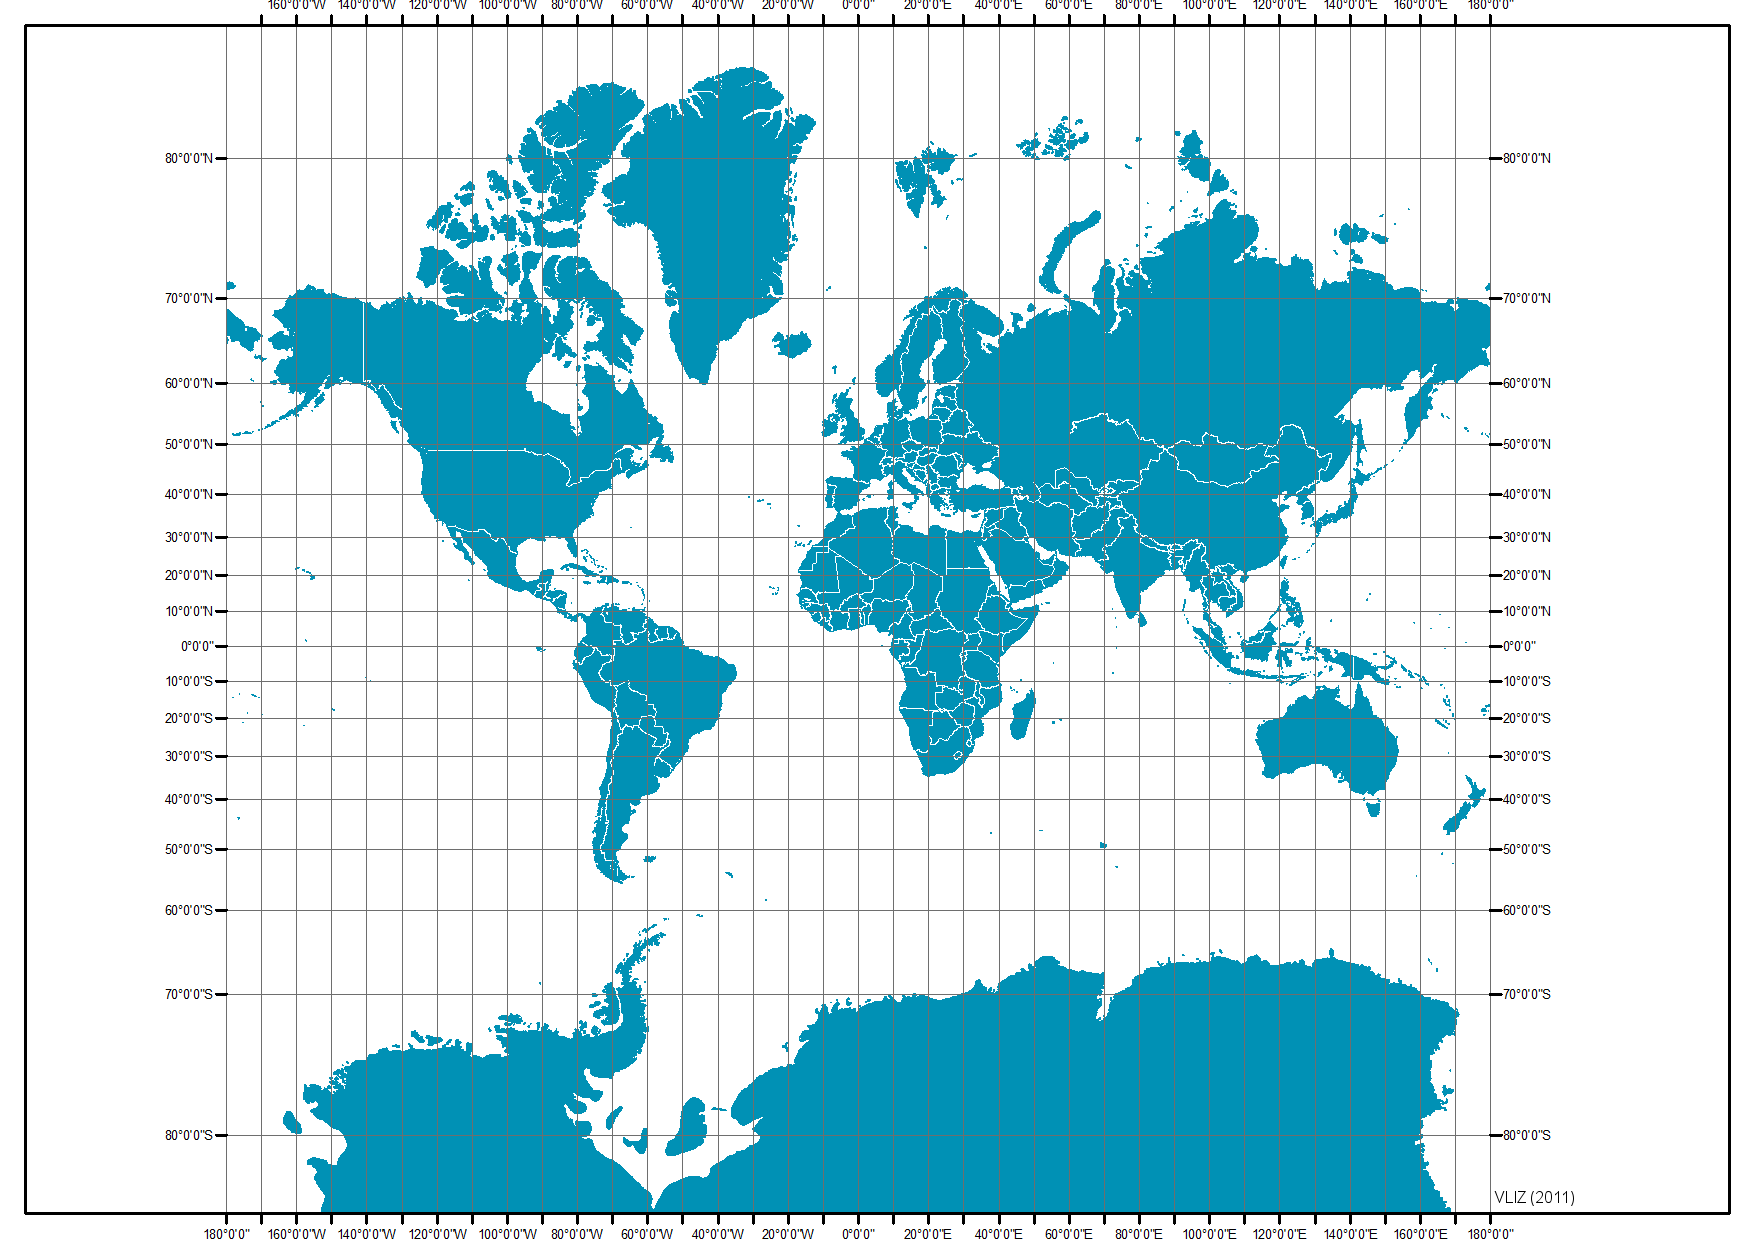 160°0'0"W 140°0'0"W 120°0'0"W 100°0'0"W 80°0'0"W 60°0'0"W 40°0'0"W 20°0'0"W 0°0'0" 20°0'0"E 40°0'0"E 60°0'0"E 80°0'0"E 100°0'0"E 120°0'0"E 140°0'0"E 160°0'0"E 180°0'0"
80°0'0"N 80°0'0"N
70°0'0"N 70°0'0"N
60°0'0"N 60°0'0"N
50°0'0"N 50°0'0"N
40°0'0"N 40°0'0"N
30°0'0"N 30°0'0"N
20°0'0"N 20°0'0"N
10°0'0"N 10°0'0"N
0°0'0" 0°0'0"
10°0'0"S 10°0'0"S
20°0'0"S 20°0'0"S
30°0'0"S 30°0'0"S
40°0'0"S 40°0'0"S
50°0'0"S 50°0'0"S
60°0'0"S 60°0'0"S
70°0'0"S 70°0'0"S
80°0'0"S 80°0'0"S
VLIZ (2011)
180°0'0" 160°0'0"W 140°0'0"W 120°0'0"W 100°0'0"W 80°0'0"W 60°0'0"W 40°0'0"W 20°0'0"W 0°0'0" 20°0'0"E 40°0'0"E 60°0'0"E 80°0'0"E 100°0'0"E 120°0'0"E 140°0'0"E 160°0'0"E 180°0'0"